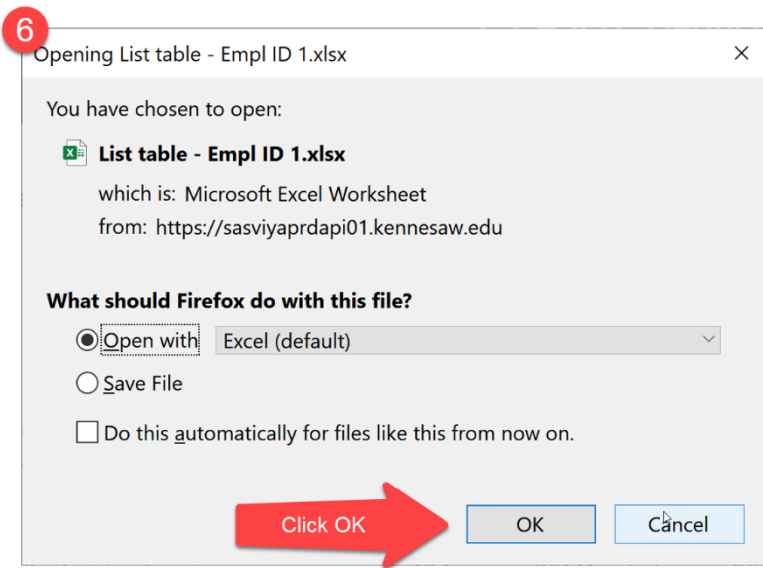 6
Opening List table - Empl ID 1.xlsx
You have chosen to open:
List table - Empl ID 1.xlsx
which is: Microsoft Excel Worksheet
from: https://sasviyaprdapi01.kennesaw.edu
What should Firefox do with this file?
Open with Excel (default)
Save File
Do this automatically for files like this from now on.
Click OK OK Cancel